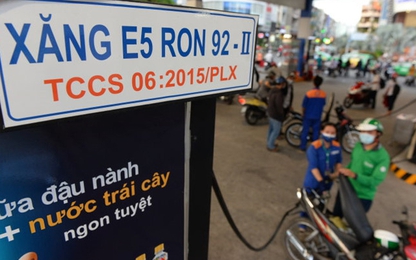 XĂNG E5 RON 92 - II
TCCS 06:2015/PLX
ữa đậu nành
+ nước trái cây
ngon tuyệt